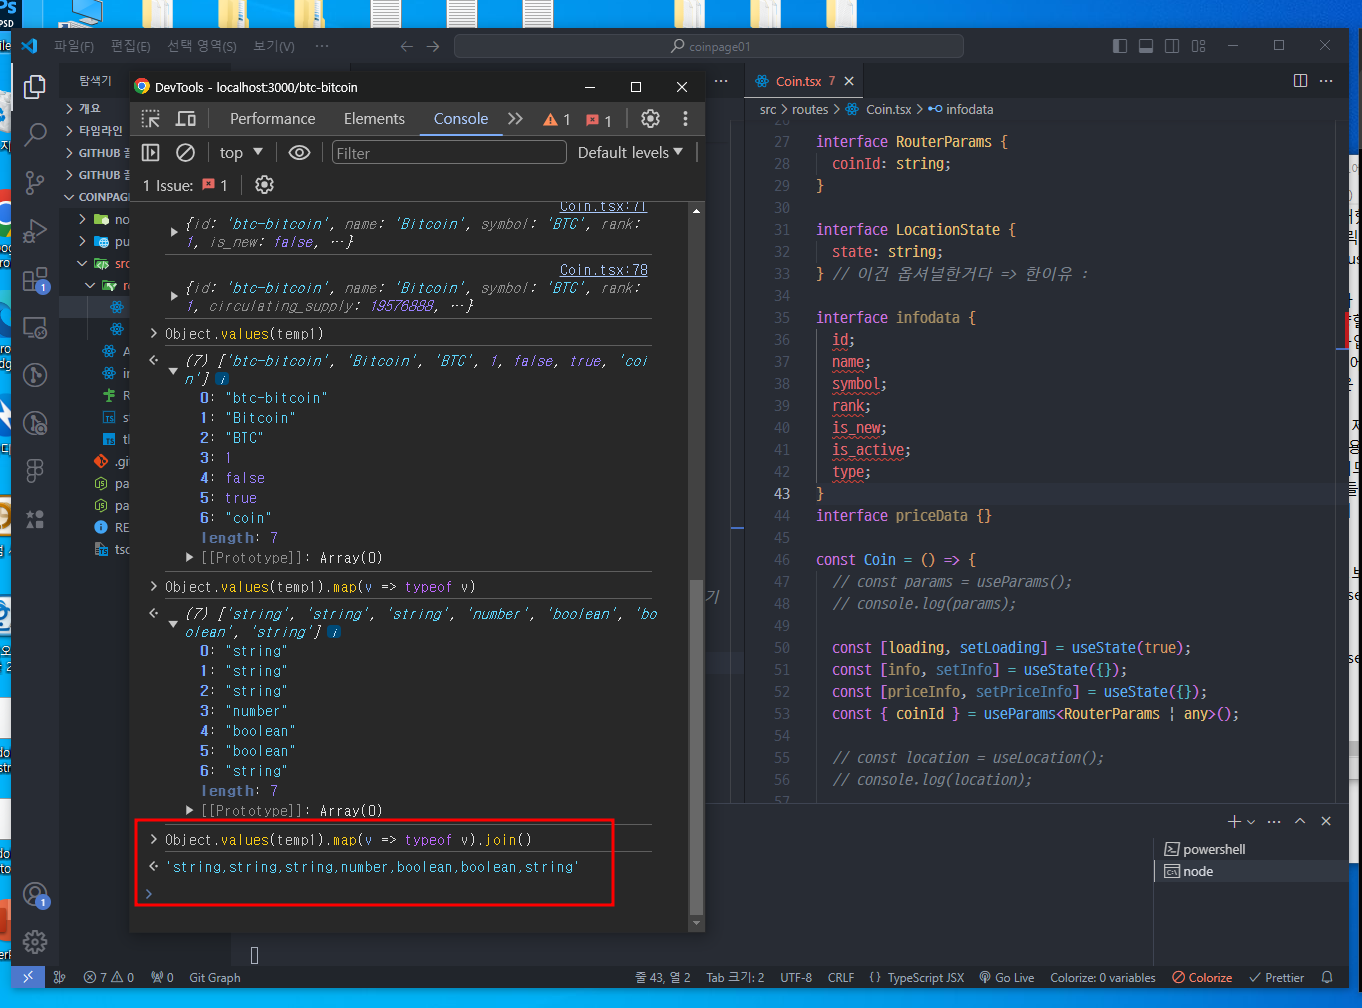 파일(F) 편집(E) 선택 영역(S) 보기(V) ···
coinpage01
탐색기
개요
타임라인
GITHUB
GITHUB
COINPAG
no
pu
src
.gi
pa
pa
RE
tsc
DevTools - localhost:3000/btc-bitcoin
Performance Elements Console 1 1
top Filter Default levels
1 Issue: 1
Coin.tsx:71
{id: 'btc-bitcoin', name: 'Bitcoin', symbol: 'BTC', rank:
1, is_new: false, …}
Coin.tsx:78
{id: 'btc-bitcoin', name: 'Bitcoin', symbol: 'BTC', rank:
1, circulating_supply: 19576888, …}
Object.values(temp1)
(7) ['btc-bitcoin', 'Bitcoin', 'BTC', 1, false, true, 'coi
n']
0: "btc-bitcoin"
1: "Bitcoin"
2: "BTC"
3: 1
4: false
5: true
6: "coin"
length: 7
[[Prototype]]: Array(0)
Object.values(temp1).map(v => typeof v)
(7) ['string', 'string', 'string', 'number', 'boolean', 'bo
olean', 'string']
0: "string"
1: "string"
2: "string"
3: "number"
4: "boolean"
5: "boolean"
6: "string"
length: 7
[[Prototype]]: Array(0)
Object.values(temp1).map(v => typeof v).join()
'string,string,string,number,boolean,boolean,string'
Coin.tsx 7
src > routes > Coin.tsx > infodata
27 interface RouterParams {
28 coinId: string;
29 }
30
31 interface LocationState {
32 state: string;
33 } // 이건 옵셔널한거다 => 한이유 :
34
35 interface infodata {
36 id;
37 name;
38 symbol;
39 rank;
40 is_new;
41 is_active;
42 type;
43 }
44 interface priceData {}
45
46 const Coin = () => {
47 // const params = useParams();
48 // console.log(params);
49
50 const [loading, setLoading] = useState(true);
51 const [info, setInfo] = useState({});
52 const [priceInfo, setPriceInfo] = useState({});
53 const { coinId } = useParams<RouterParams | any>();
54
55 // const location = useLocation();
56 // console.log(location);
57
powershell
node
7 0 0 Git Graph 줄 43, 열 2 Tab 크기: 2 UTF-8 CRLF {} TypeScript JSX Go Live Colorize: 0 variables Colorize Prettier